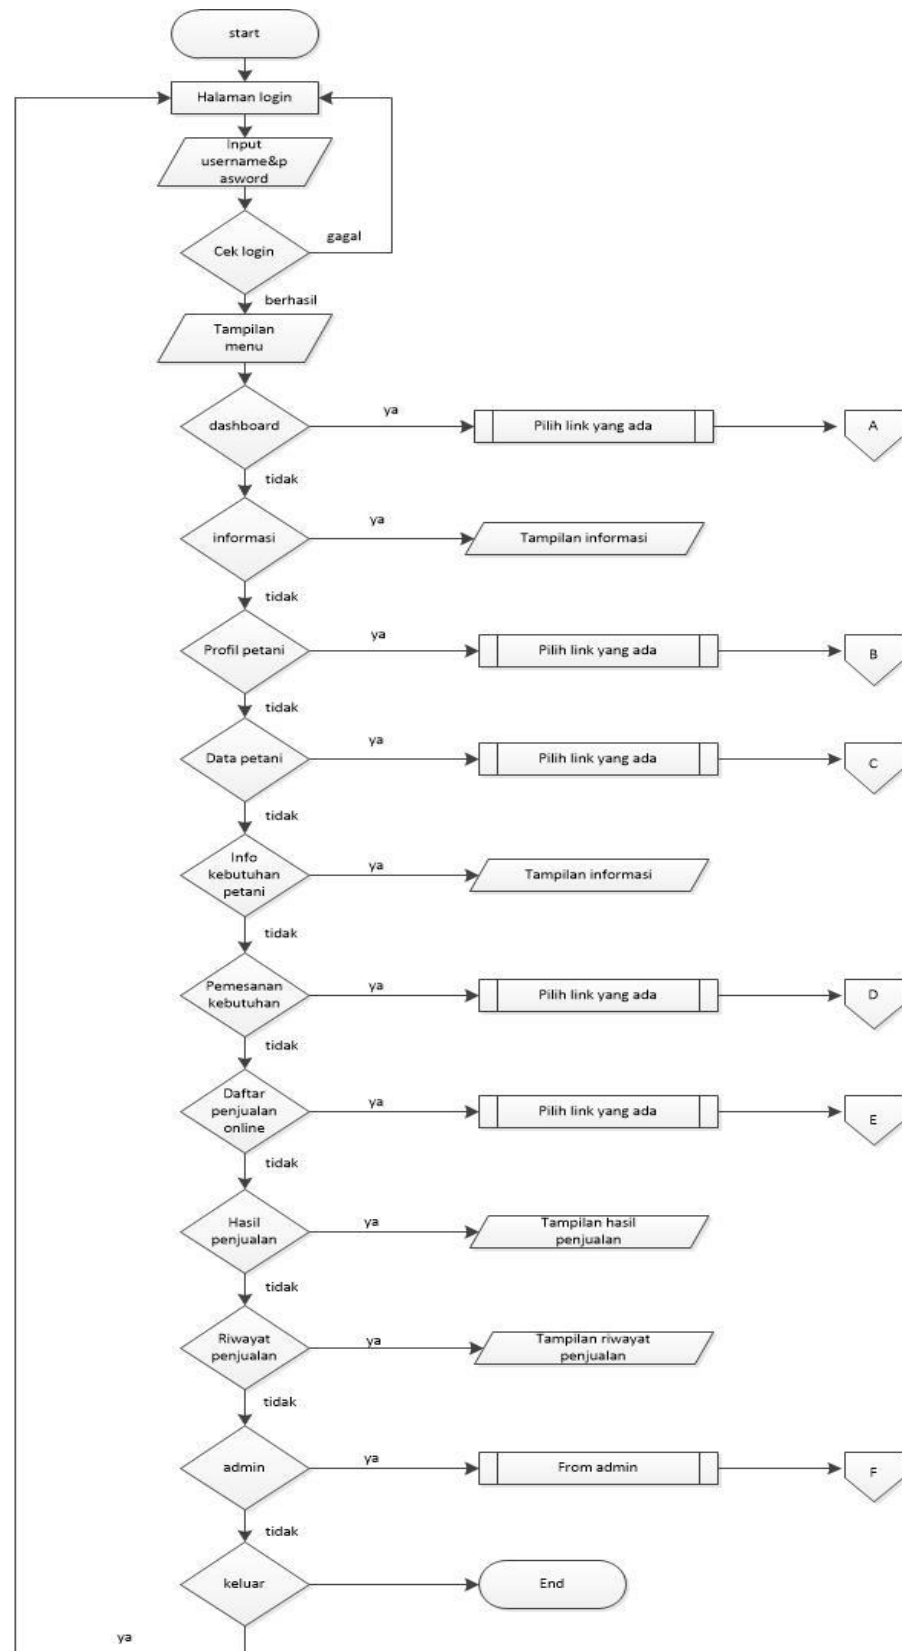 start
Halaman login
Input
username&p
asword
Cek login
gagal
berhasil
Tampilan
menu
dashboard
ya
Pilih link yang ada
A
tidak
informasi
ya
Tampilan informasi
tidak
Profil petani
ya
Pilih link yang ada
B
tidak
Data petani
ya
Pilih link yang ada
C
tidak
Info
kebutuhan
petani
ya
Tampilan informasi
tidak
Pemesanan
kebutuhan
ya
Pilih link yang ada
D
tidak
Daftar
penjualan
online
ya
Pilih link yang ada
E
tidak
Hasil
penjualan
ya
Tampilan hasil
penjualan
tidak
Riwayat
penjualan
ya
Tampilan riwayat
penjualan
tidak
admin
ya
From admin
F
tidak
keluar
End
ya